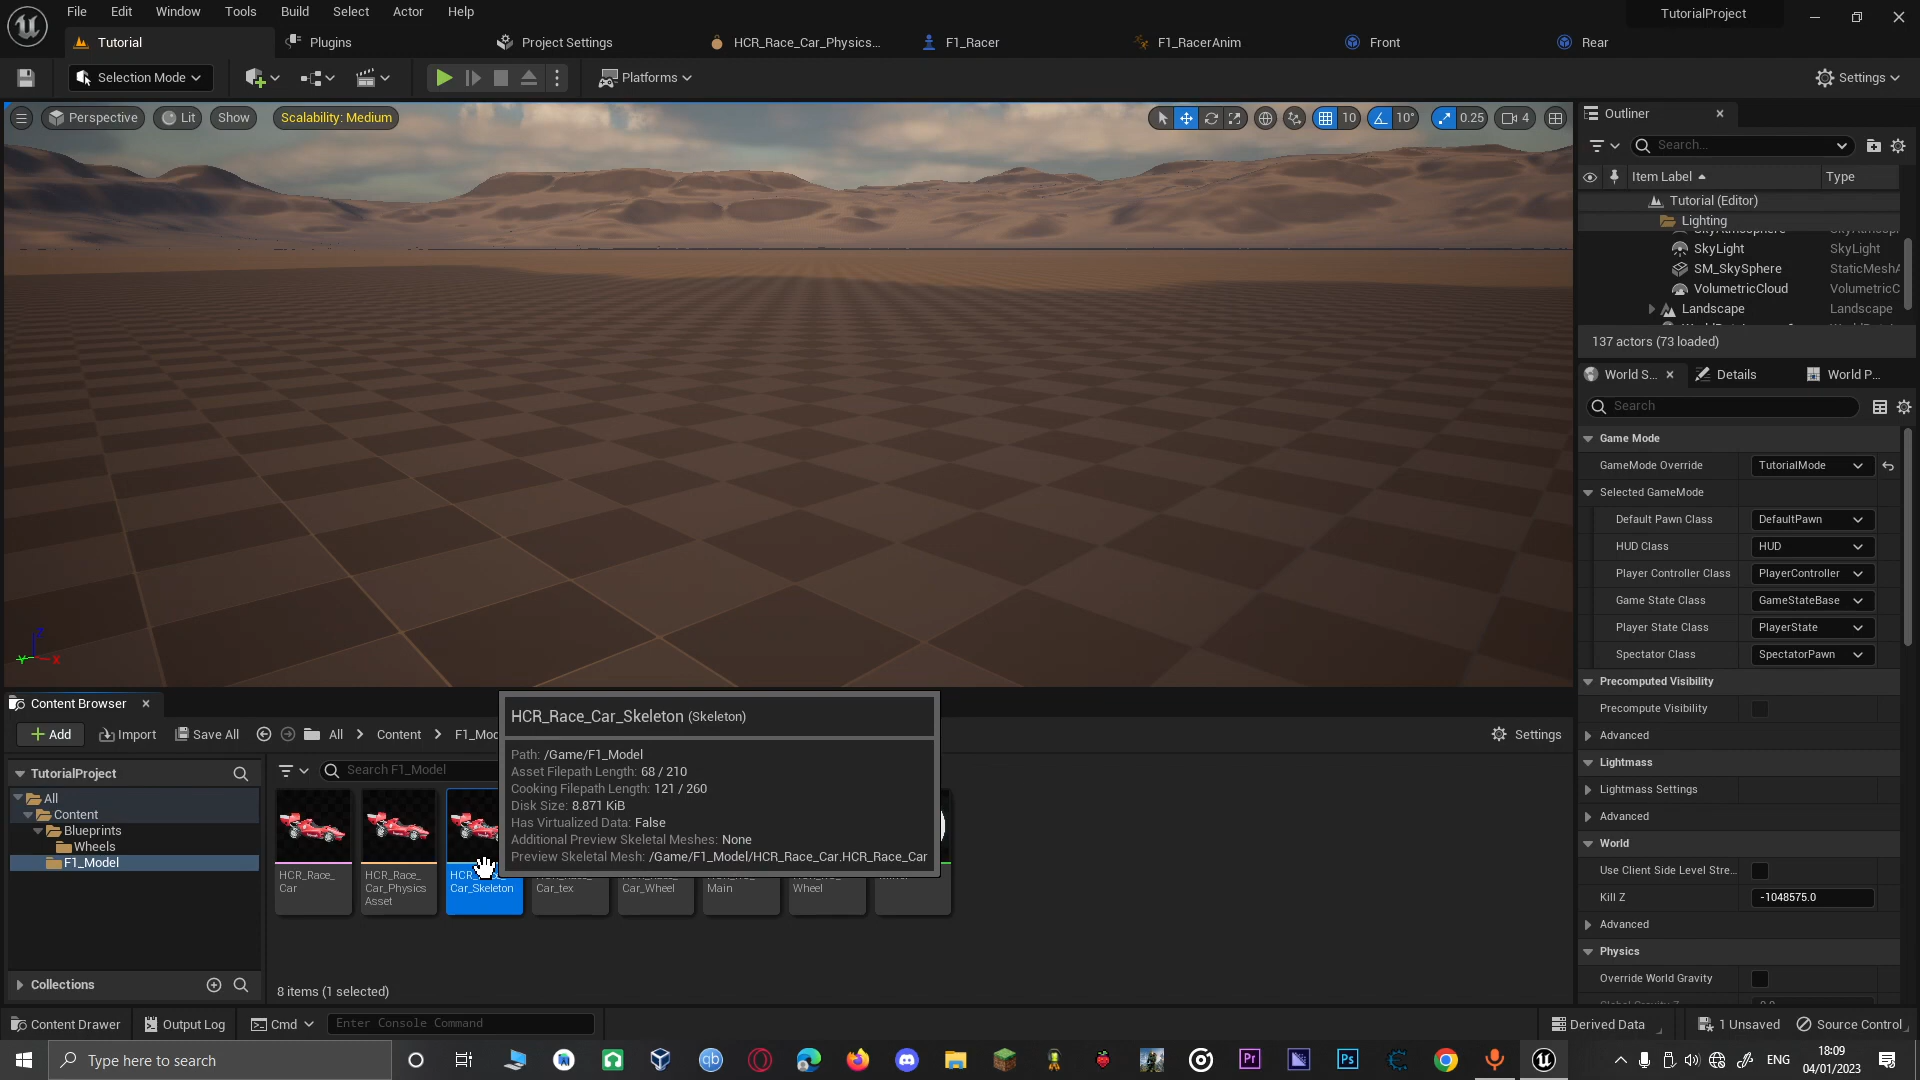 File Edit Window Tools Build Select Actor Help TutorialProject
Tutorial Plugins Project Settings HCR_Race_Car_Physics... F1_Racer F1_RacerAnim Front Rear
Selection Mode Platforms Settings
Perspective Lit Show Scalability: Medium 10 10° 0.25 4
Outliner
Search...
Item Label Type
Tutorial (Editor)
Lighting
SkyLight SkyLight
SM_SkySphere StaticMeshA
VolumetricCloud VolumetricC
Landscape Landscape
137 actors (73 loaded)
World S... Details World P...
Search
Game Mode
GameMode Override TutorialMode
Selected GameMode
Default Pawn Class DefaultPawn
HUD Class HUD
Player Controller Class PlayerController
Game State Class GameStateBase
Player State Class PlayerState
Spectator Class SpectatorPawn
Precomputed Visibility
Precompute Visibility
Advanced
Lightmass
Lightmass Settings
Advanced
World
Use Client Side Level Stre...
Kill Z -1048575.0
Advanced
Physics
Override World Gravity
Content Browser
Add Import Save All All Content F1_Mod Settings
TutorialProject
Search F1_Model
All
Content
Blueprints
Wheels
F1_Model
Collections
HCR_Race_Car_Skeleton (Skeleton)
Path: /Game/F1_Model
Asset Filepath Length: 68 / 210
Cooking Filepath Length: 121 / 260
Disk Size: 8.871 KiB
Has Virtualized Data: False
Additional Preview Skeletal Meshes: None
Preview Skeletal Mesh: /Game/F1_Model/HCR_Race_Car.HCR_Race_Car
HCR_Race_
Car
HCR_Race_
Car_Physics
Asset
Car_Skeleton
Car_tex
Car_Wheel
Main
Wheel
8 items (1 selected)
Content Drawer Output Log Cmd Enter Console Command Derived Data 1 Unsaved Source Control
Type here to search ENG 18:09
04/01/2023